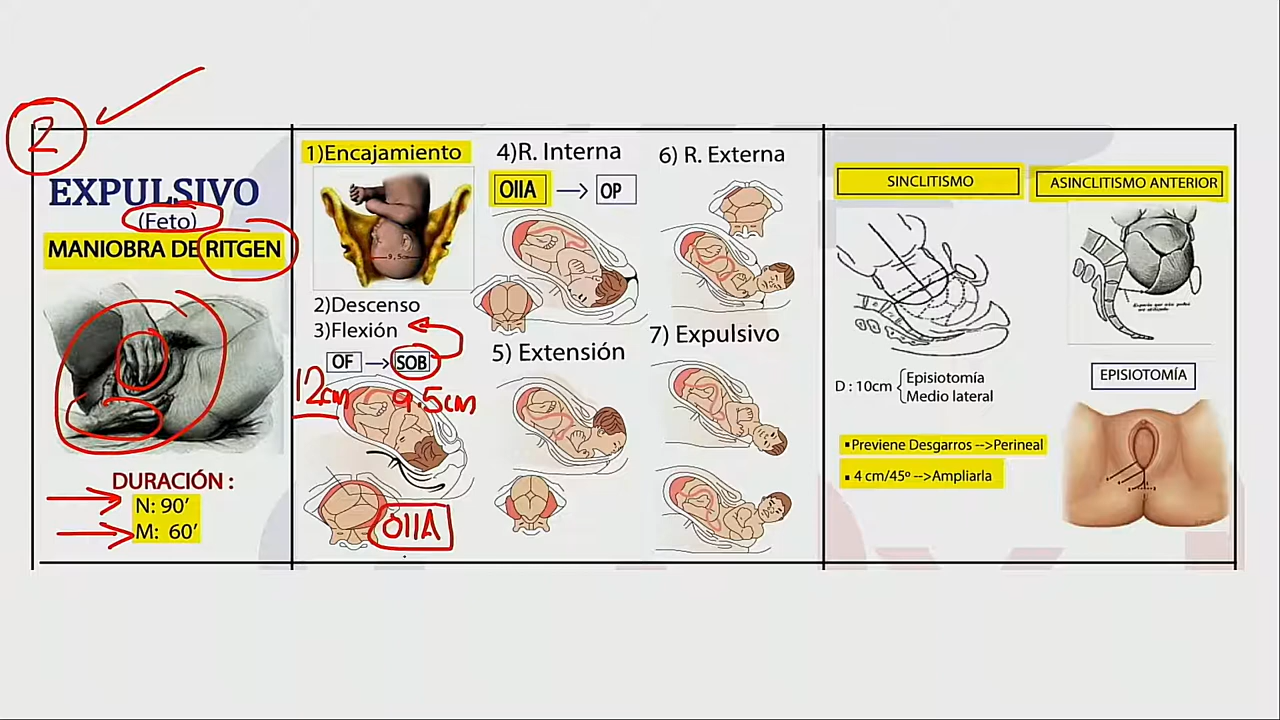 2
EXPULSIVO
(Feto)
MANIOBRA DE RITGEN
DURACIÓN :
N: 90’
M: 60’
1)Encajamiento
9,5cm
2)Descenso
3)Flexión
OF → SOB
12cm 9.5cm
OIIA
4)R. Interna
OIIA → OP
5) Extensión
6) R. Externa
7) Expulsivo
SINCLITISMO
D : 10cm { Episiotomía
Medio lateral
▪Previene Desgarros -->Perineal
▪ 4 cm/45º -->Ampliarla
ASINCLITISMO ANTERIOR
EPISIOTOMÍA